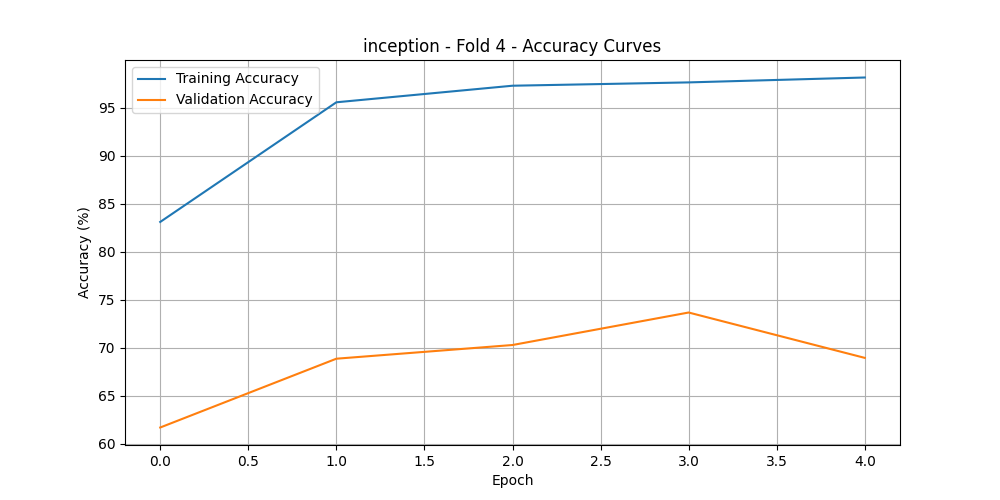 inception - Fold 4 - Accuracy Curves
Training Accuracy
Validation Accuracy
Accuracy (%)
95
90
85
80
75
70
65
60
0.0 0.5 1.0 1.5 2.0 2.5 3.0 3.5 4.0
Epoch